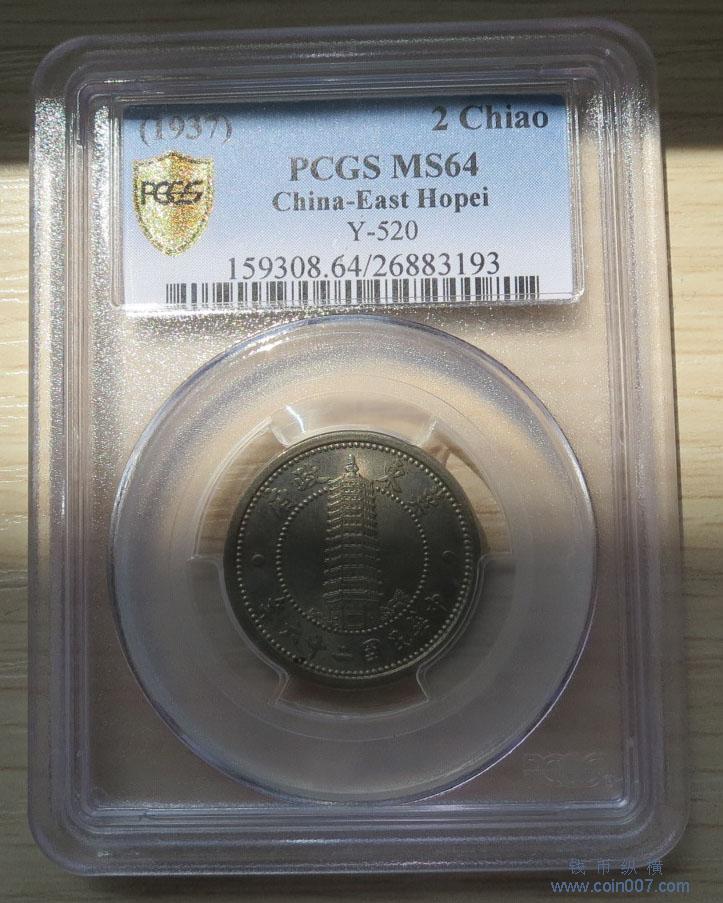 (1937) 2 Chiao
PCGS PCGS MS64
China-East Hopei
Y-520
159308.64/26883193
冀東政府
中華民國二十六年
PCGS
钱币纵横
www.coin007.com